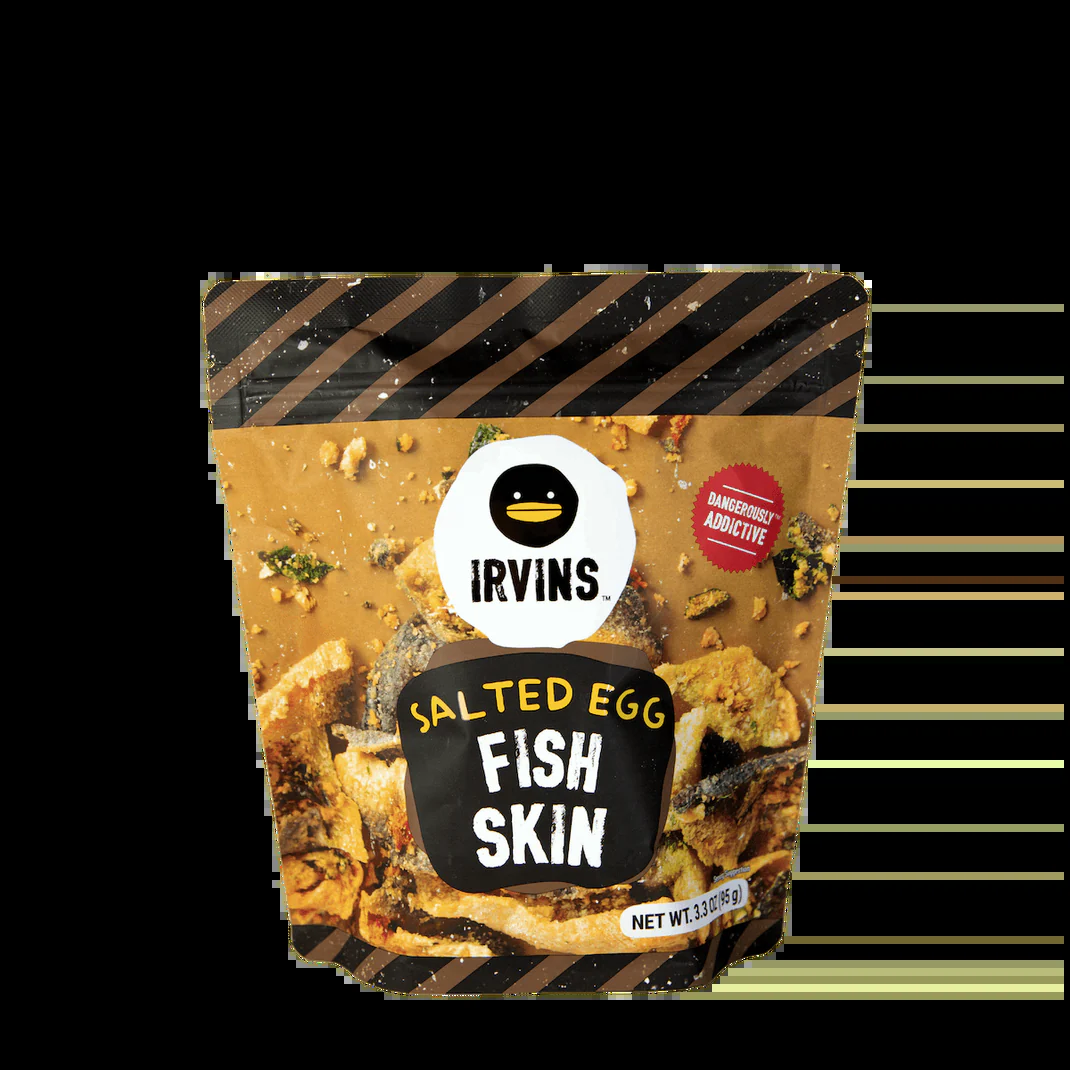 IRVINS™
DANGEROUSLY™
ADDICTIVE
SALTED EGG
FISH
SKIN
NET WT. 3.3 OZ (95 g)